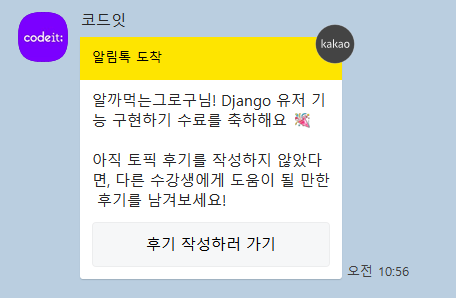 코드잇
codeit:
kakao
알림톡 도착
알까먹는그로구님! Django 유저 기
능 구현하기 수료를 축하해요 💐
아직 토픽 후기를 작성하지 않았다
면, 다른 수강생에게 도움이 될 만한
후기를 남겨보세요!
후기 작성하러 가기
오전 10:56